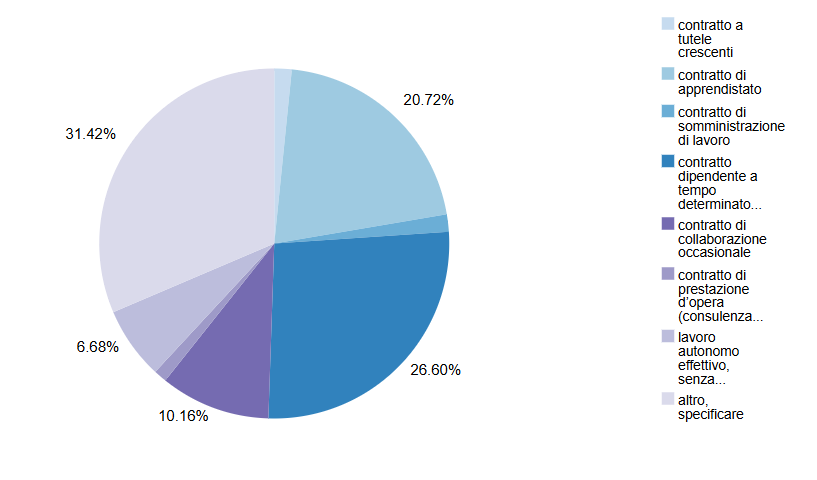 20.72%
31.42%
26.60%
6.68%
10.16%
contratto a
tutele
crescenti
contratto di
apprendistato
contratto di
somministrazione
di lavoro
contratto
dipendente a
tempo
determinato...
contratto di
collaborazione
occasionale
contratto di
prestazione
d'opera
(consulenza...
lavoro
autonomo
effettivo,
senza...
altro,
specificare